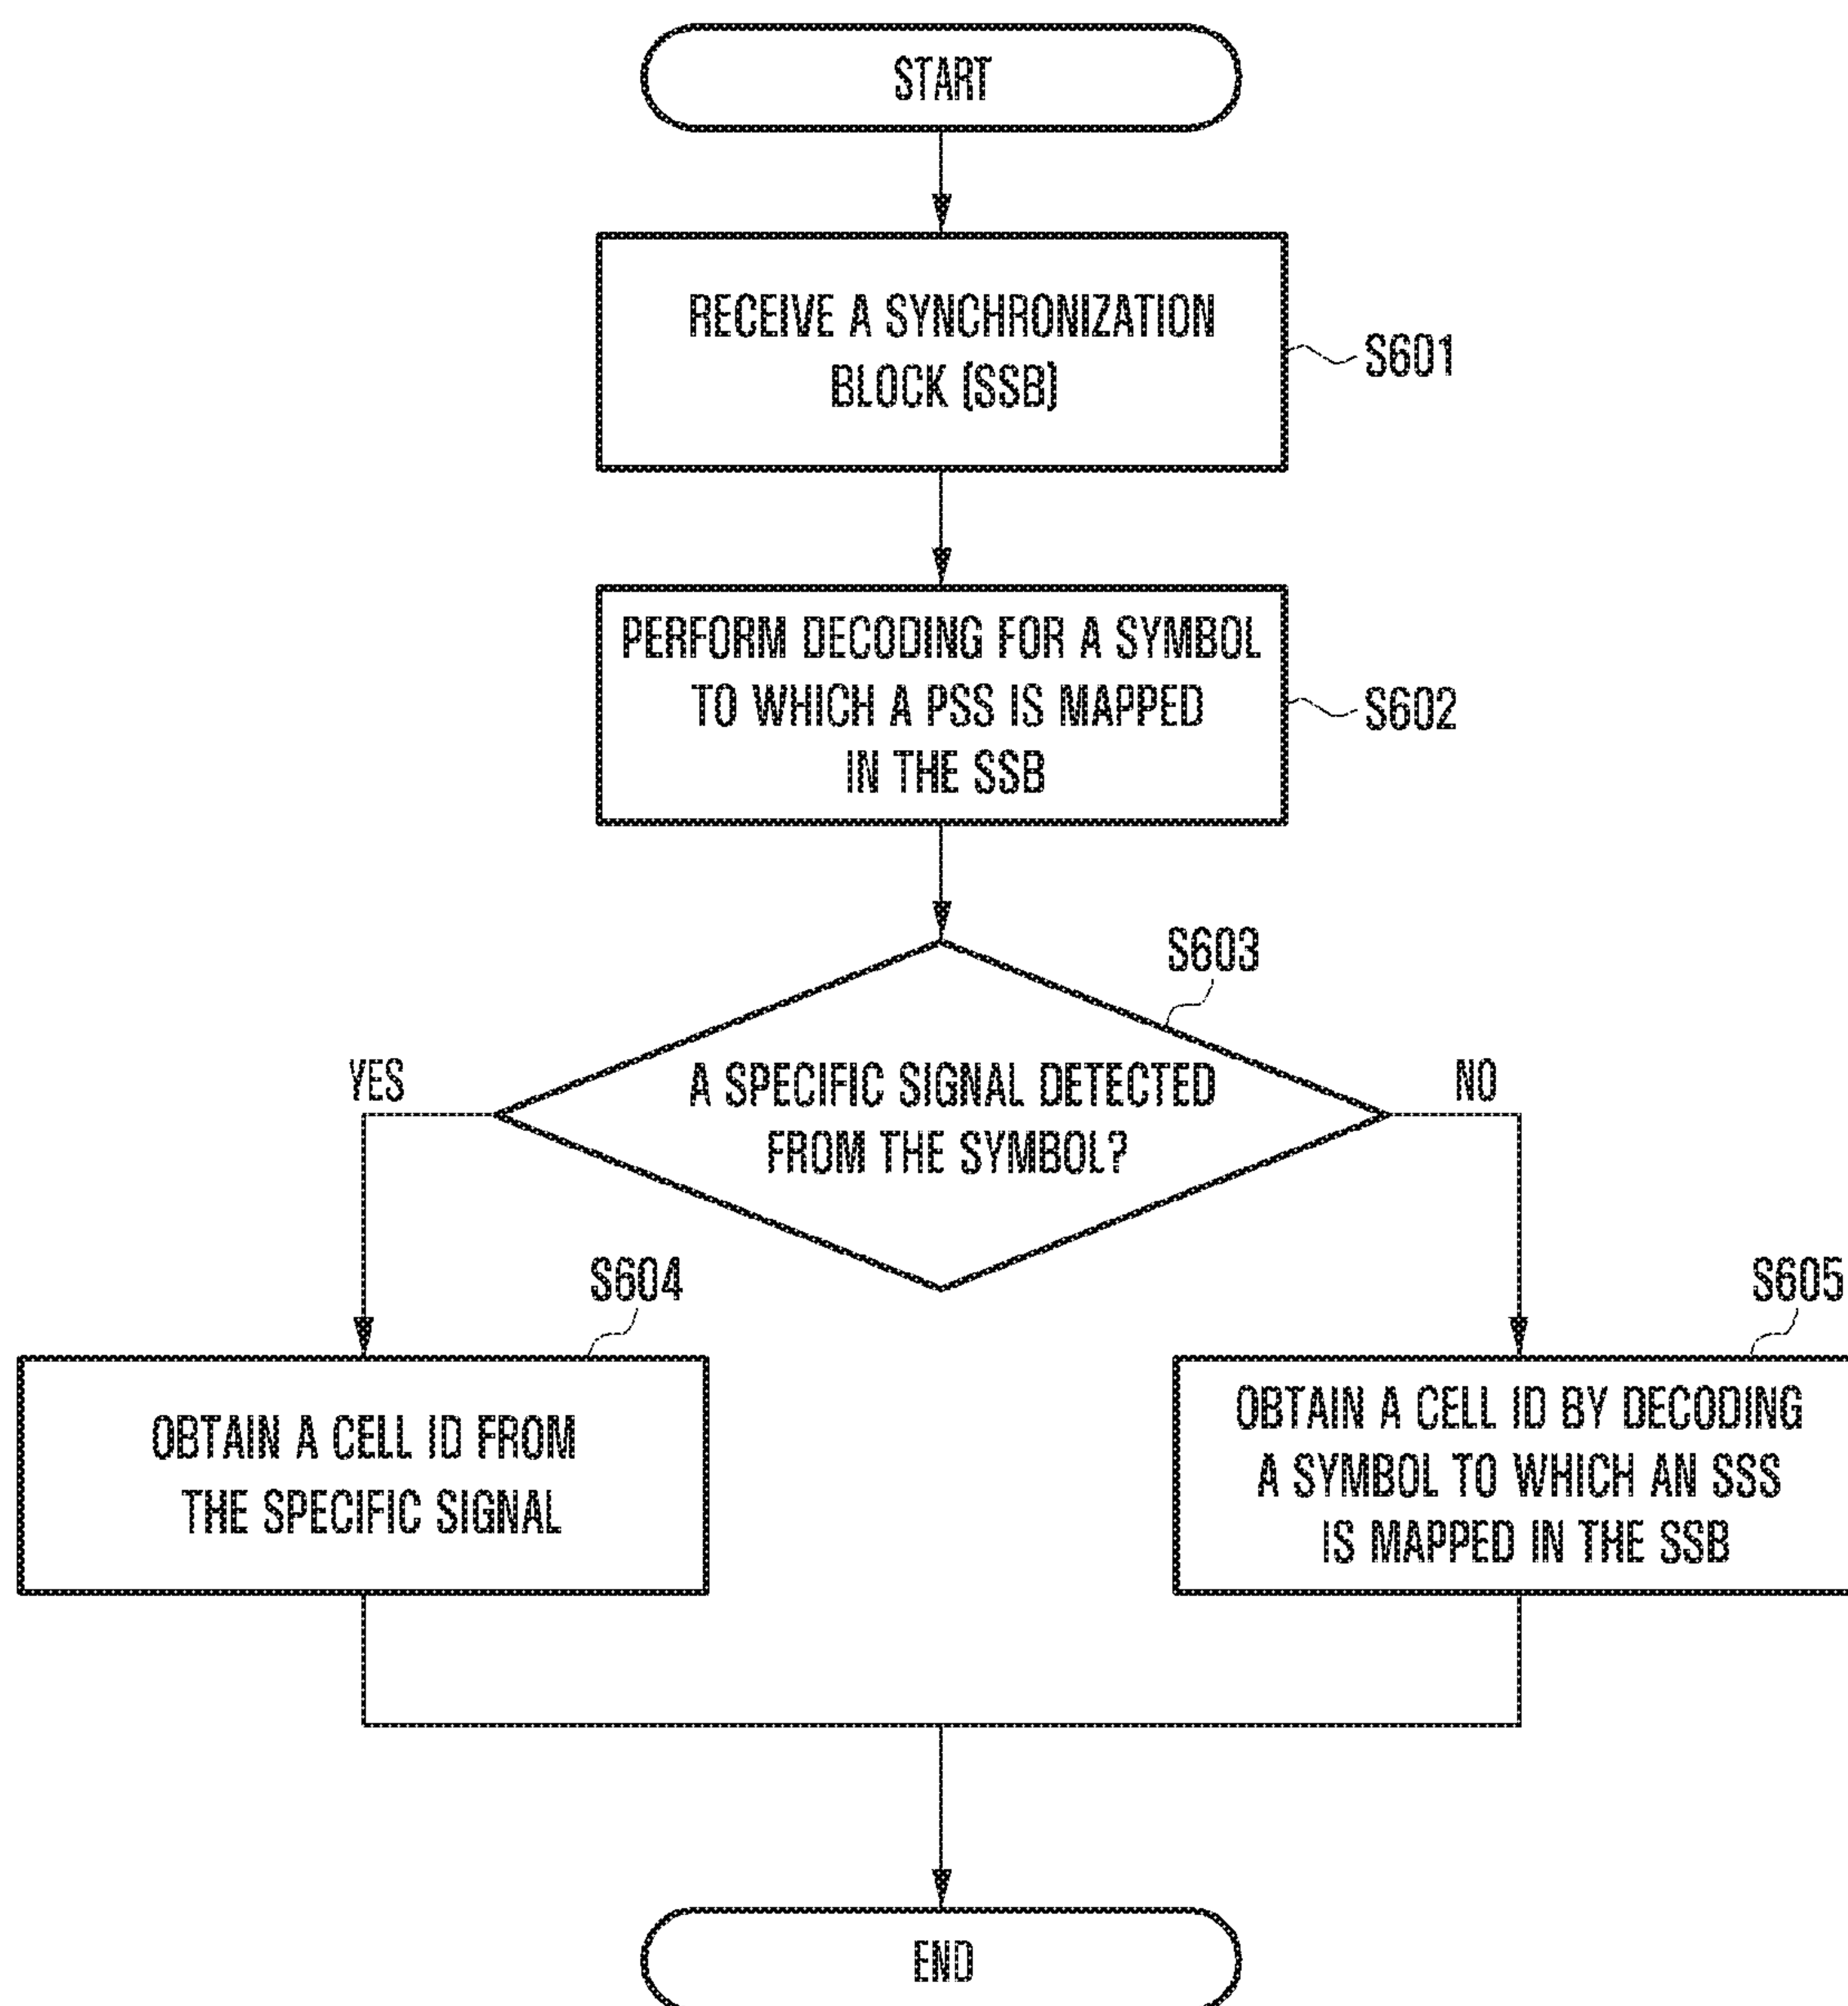 START
RECEIVE A SYNCHRONIZATION
BLOCK (SSB)
S601
PERFORM DECODING FOR A SYMBOL
TO WHICH A PSS IS MAPPED
IN THE SSB
S602
S603
A SPECIFIC SIGNAL DETECTED
FROM THE SYMBOL?
YES
NO
S604
OBTAIN A CELL ID FROM
THE SPECIFIC SIGNAL
S605
OBTAIN A CELL ID BY DECODING
A SYMBOL TO WHICH AN SSS
IS MAPPED IN THE SSB
END